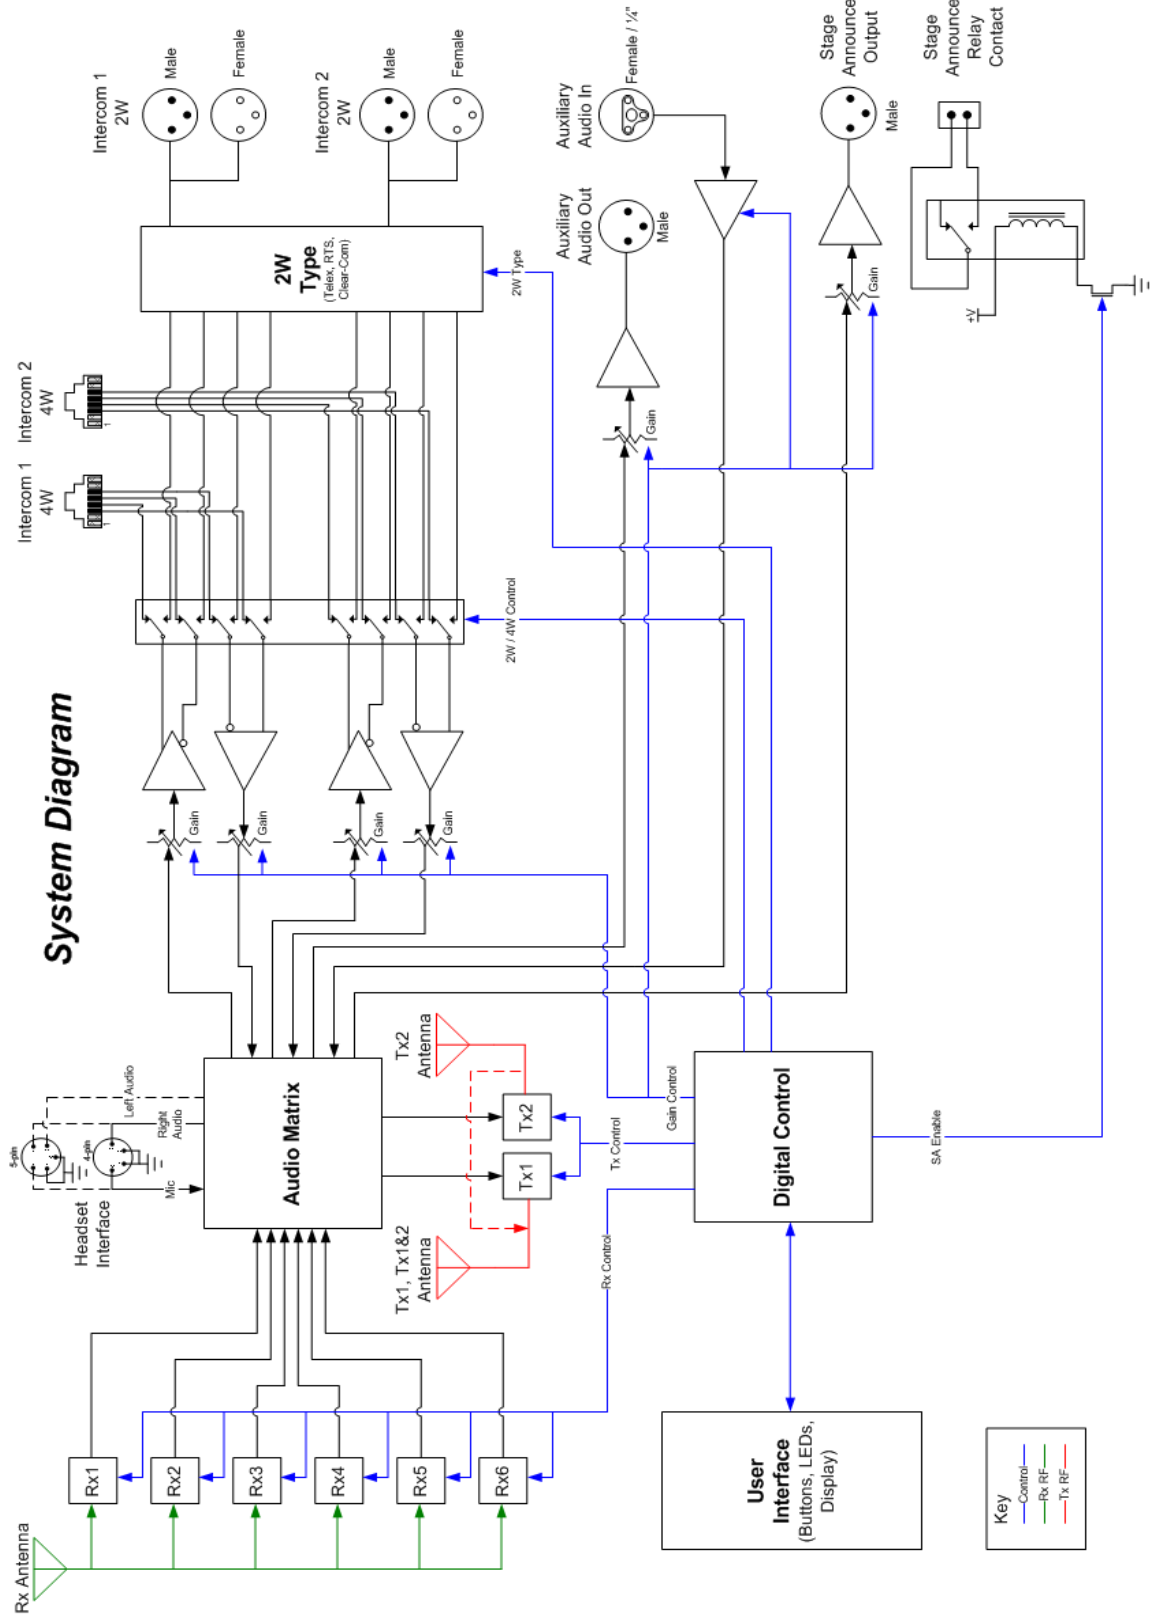 System Diagram
Rx Antenna
Rx1
Rx2
Rx3
Rx4
Rx5
Rx6
Headset
Interface
5-pin
4-pin
Mic
Right
Audio
Left Audio
Audio Matrix
Tx1, Tx1&2
Antenna
Tx2
Antenna
Tx1
Tx2
Rx Control
Tx Control
Gain Control
Digital Control
SA Enable
User
Interface
(Buttons, LEDs,
Display)
Key
Control
Rx RF
Tx RF
Gain
Gain
Gain
Gain
2W / 4W Control
Intercom 1
4W
1
Intercom 2
4W
1
2W
Type
(Telex, RTS,
Clear-Com)
2W Type
Intercom 1
2W
Male
Female
Intercom 2
2W
Male
Female
Gain
Auxiliary
Audio Out
Male
Auxiliary
Audio In
Female / ¼"
Gain
Stage
Announce
Output
Male
Stage
Announce
Relay
Contact
+V